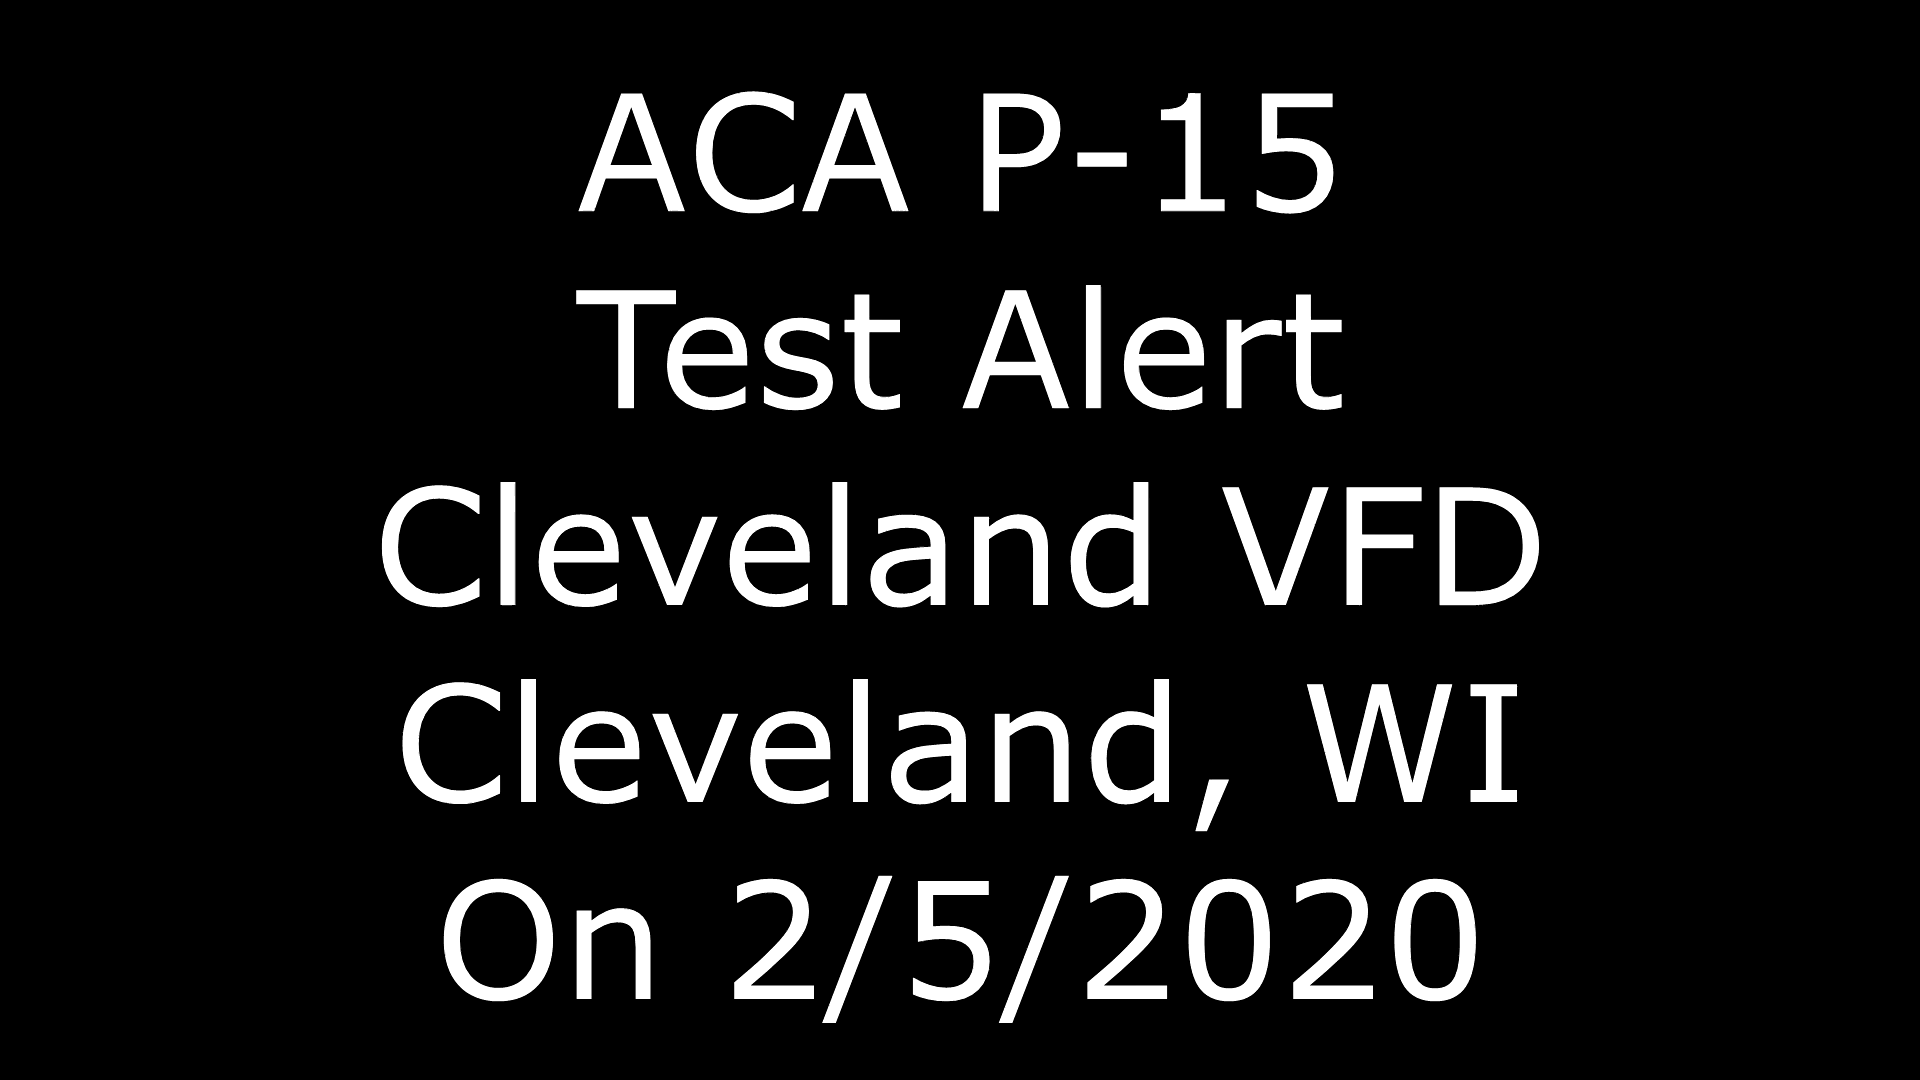 ACA P-15
Test Alert
Cleveland VFD
Cleveland, WI
On 2/5/2020